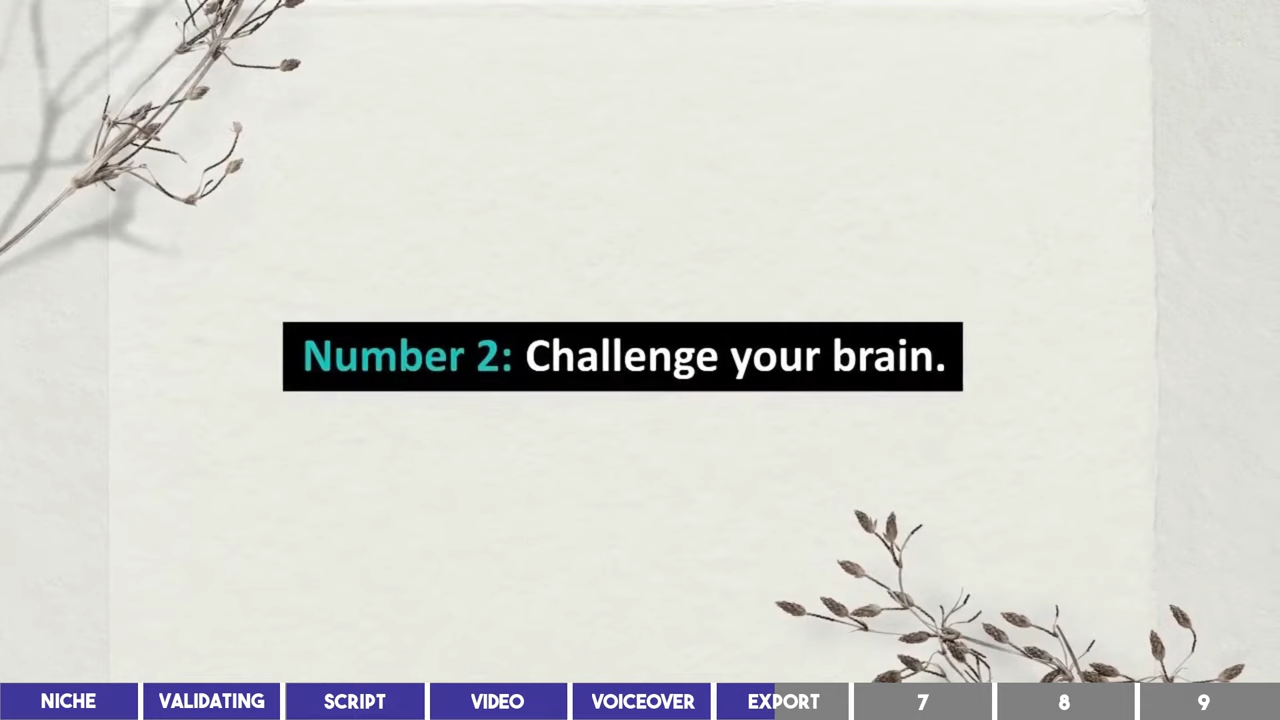 Number 2: Challenge your brain.
NICHE VALIDATING SCRIPT VIDEO VOICEOVER EXPORT 7 8 9